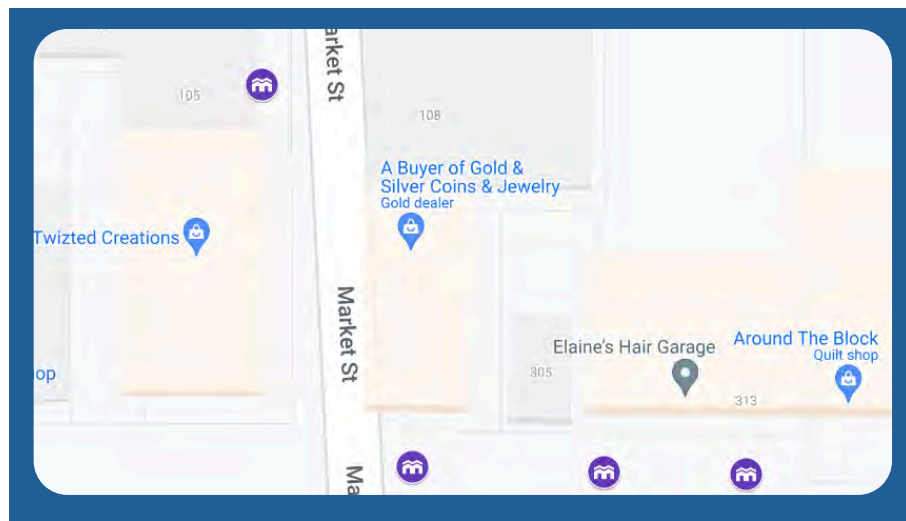 arket St
105
108
A Buyer of Gold &
Silver Coins & Jewelry
Gold dealer
Twizted Creations
Market St
Around The Block
Quilt shop
Elaine's Hair Garage
op
305
313
Ma